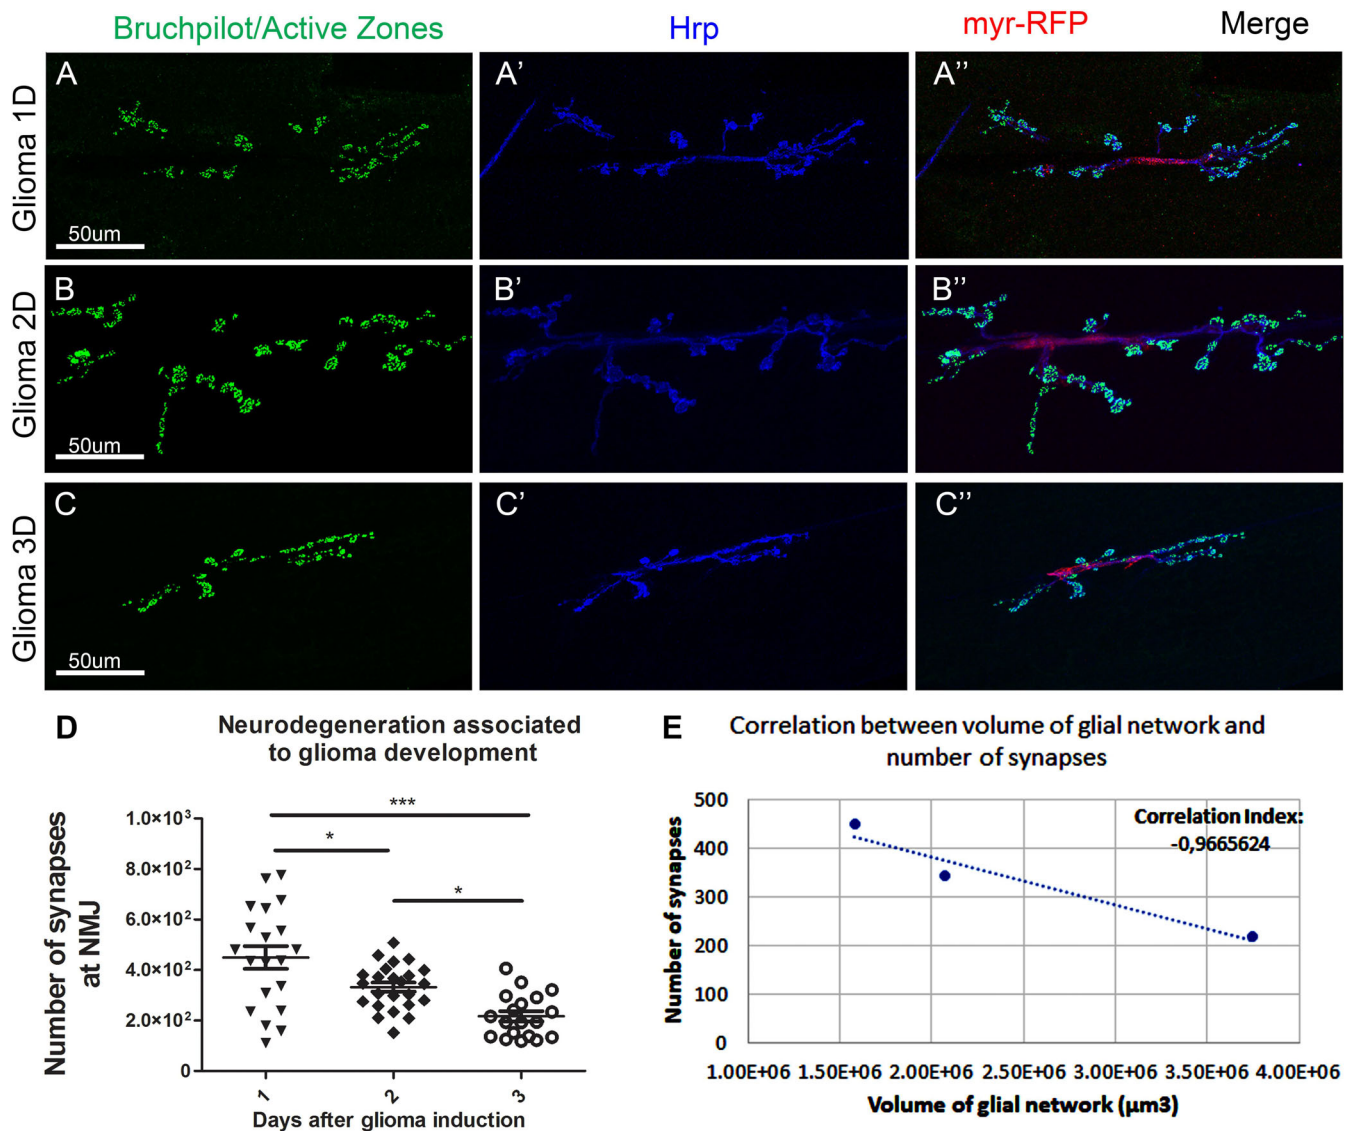 Bruchpilot/Active Zones Hrp myr-RFP Merge
Glioma 1D
A A' A''
50um
Glioma 2D
B B' B''
50um
Glioma 3D
C C' C''
50um
D Neurodegeneration associated
to glioma development
Number of synapses
at NMJ
1.0×10³
8.0×10²
6.0×10²
4.0×10²
2.0×10²
0
***
*
*
1 2 3
Days after glioma induction
E Correlation between volume of glial network and
number of synapses
Number of synapses
500
400
300
200
100
0
Correlation Index:
-0,9665624
1.00E+06 1.50E+06 2.00E+06 2.50E+06 3.00E+06 3.50E+06 4.00E+06
Volume of glial network (µm3)